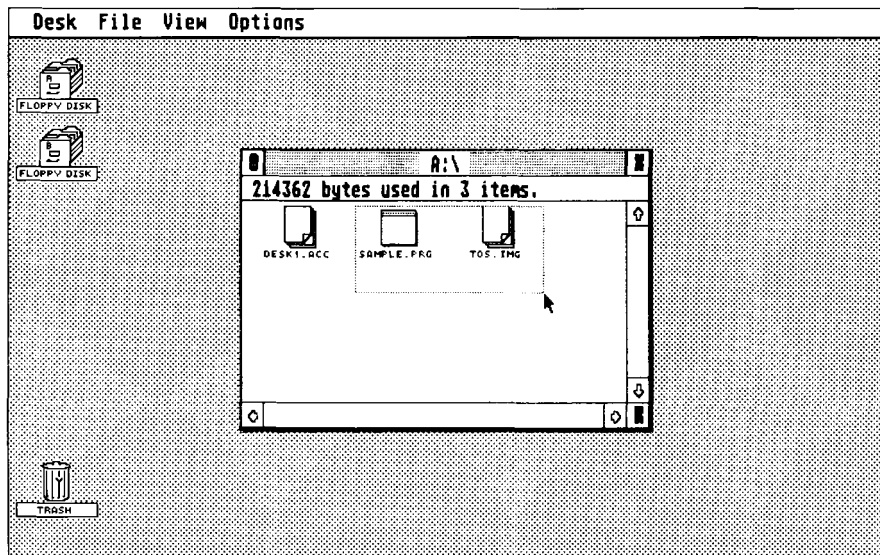 Desk File View Options
A
FLOPPY DISK
B
FLOPPY DISK
A:\
214362 bytes used in 3 items.
DESK1.ACC SAMPLE.PRG TOS.IMG
TRASH